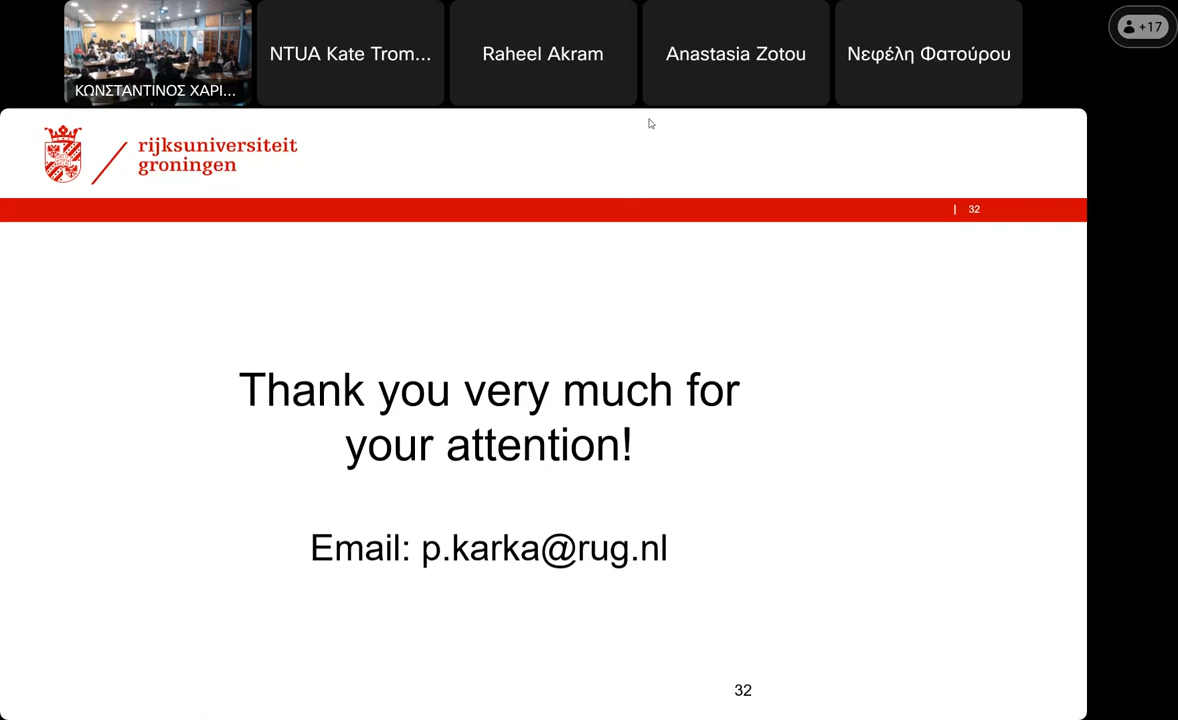 ΚΩΝΣΤΑΝΤΙΝΟΣ ΧΑΡΙ...
NTUA Kate Trom...
Raheel Akram
Anastasia Zotou
Νεφέλη Φατούρου
+17
rijksuniversiteit
groningen
| 32
Thank you very much for
your attention!
Email: p.karka@rug.nl
32